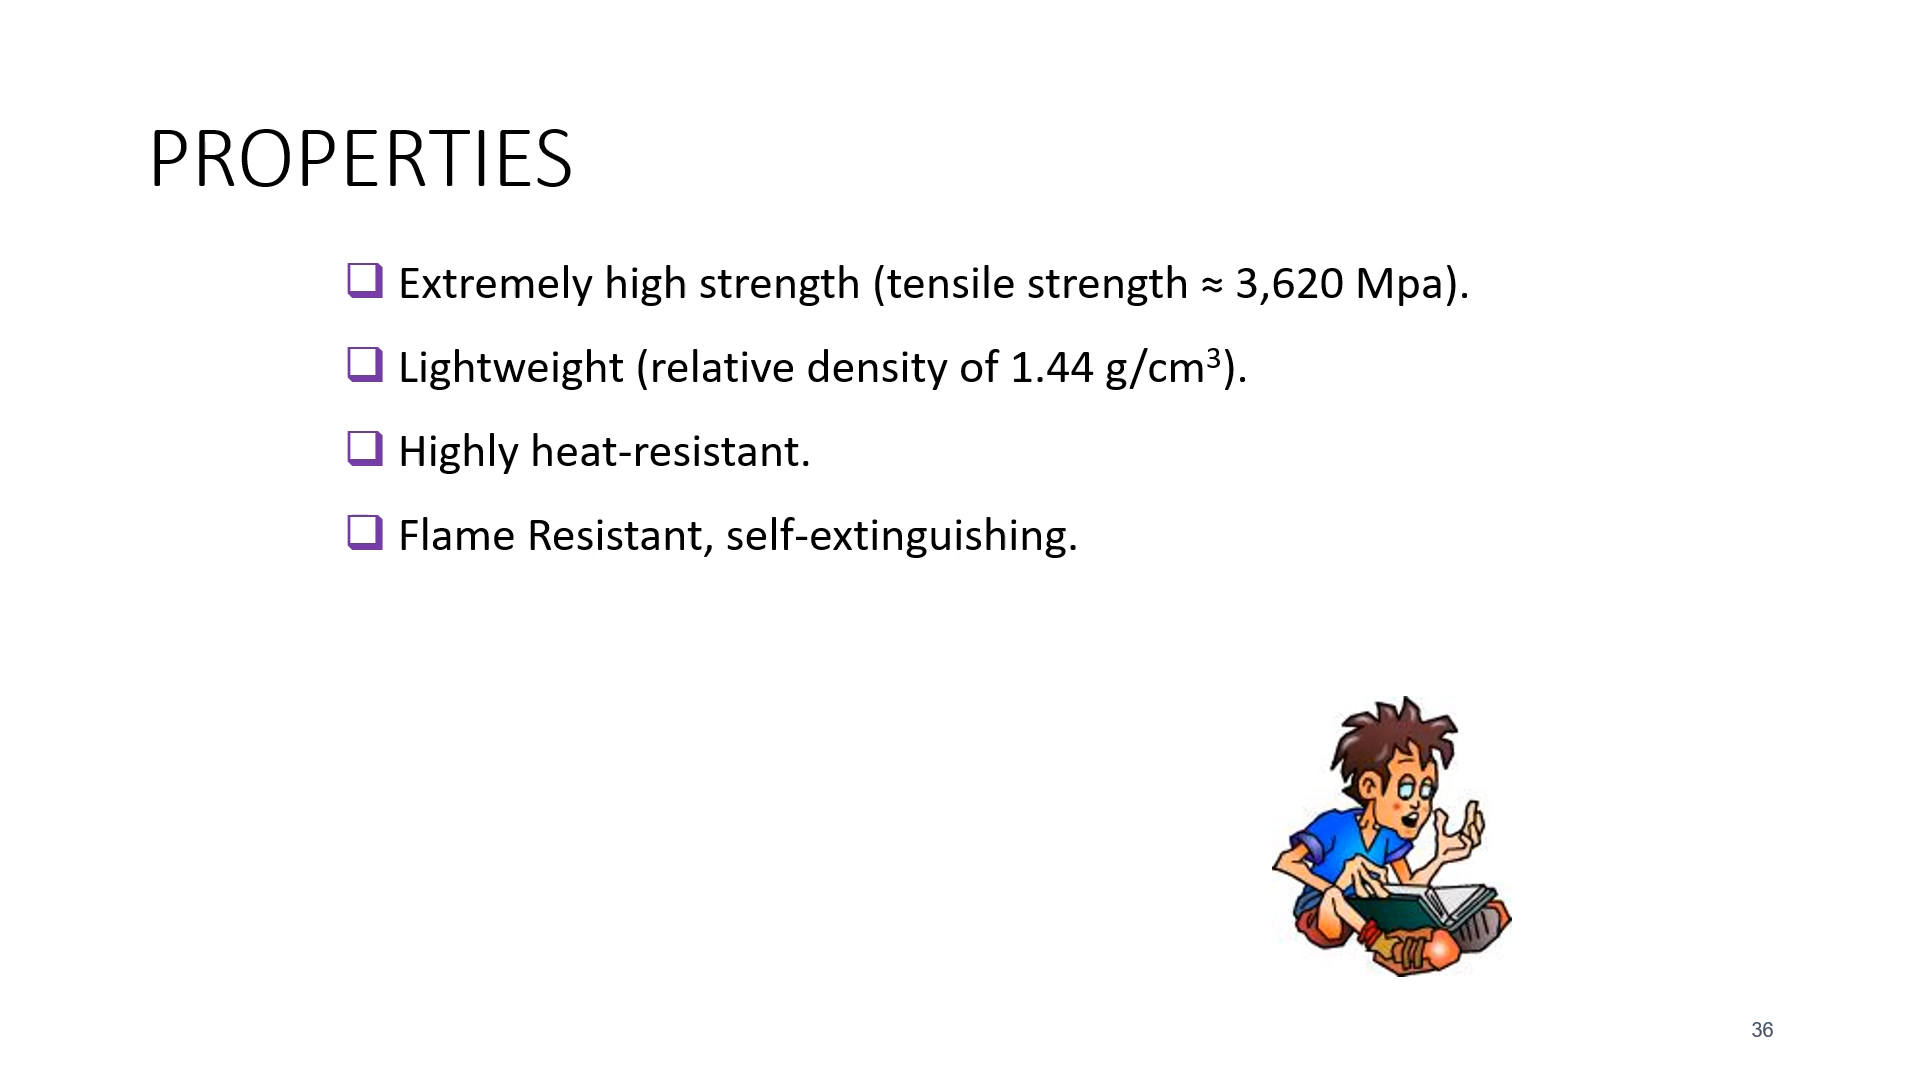 PROPERTIES
❑ Extremely high strength (tensile strength ≈ 3,620 Mpa).
❑ Lightweight (relative density of 1.44 g/cm³).
❑ Highly heat-resistant.
❑ Flame Resistant, self-extinguishing.
36